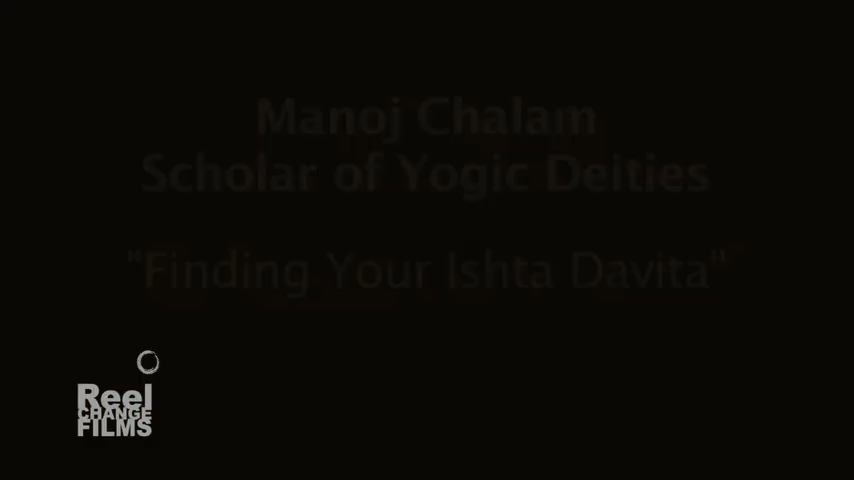 Manoj Chalam
Scholar of Yogic Deities
"Finding Your Ishta Davita"
Reel
CHANGE
FILMS